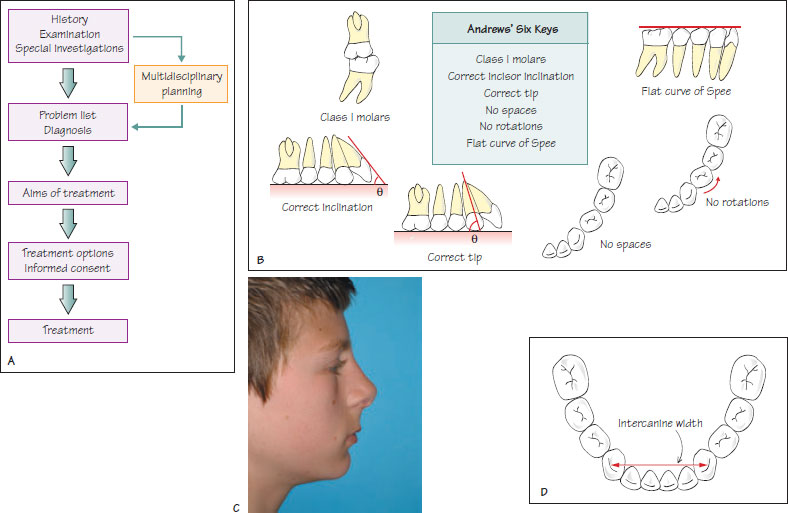 History
Examination
Special Investigations
Multidisciplinary
planning
Problem list
Diagnosis
Aims of treatment
Treatment options
Informed consent
Treatment
A
Andrews' Six Keys
Class I molars
Correct incisor inclination
Correct tip
No spaces
No rotations
Flat curve of Spee
Class I molars
Flat curve of Spee
θ
Correct inclination
θ
Correct tip
No spaces
No rotations
B
C
Intercanine width
D